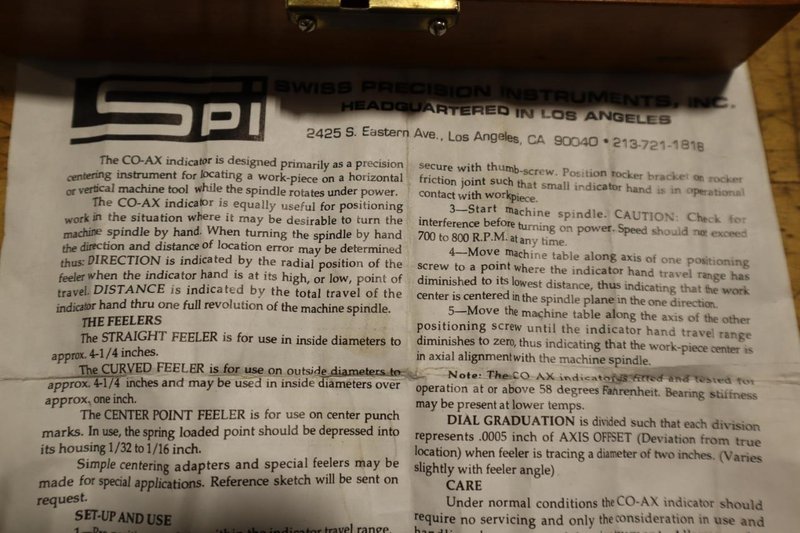 SPI
SWISS PRECISION INSTRUMENTS, INC.
HEADQUARTERED IN LOS ANGELES
2425 S. Eastern Ave., Los Angeles, CA 90040 • 213-721-1818
The CO-AX indicator is designed primarily as a precision
centering instrument for locating a work-piece on a horizontal
or vertical machine tool while the spindle rotates under power.
The CO-AX indicator is equally useful for positioning
work in the situation where it may be desirable to turn the
machine spindle by hand. When turning the spindle by hand
the direction and distance of location error may be determined
thus: DIRECTION is indicated by the radial position of the
feeler when the indicator hand is at its high, or low, point of
travel. DISTANCE is indicated by the total travel of the
indicator hand thru one full revolution of the machine spindle.
THE FEELERS
The STRAIGHT FEELER is for use in inside diameters to
approx. 4-1/4 inches.
The CURVED FEELER is for use on outside diameters to
approx. 4-1/4 inches and may be used in inside diameters over
approx. one inch.
The CENTER POINT FEELER is for use on center punch
marks. In use, the spring loaded point should be depressed into
its housing 1/32 to 1/16 inch.
Simple centering adapters and special feelers may be
made for special applications. Reference sketch will be sent on
request.
SET-UP AND USE
in the indicator travel range.
secure with thumb-screw. Position rocker bracket on rocker
friction joint such that small indicator hand is in operational
contact with workpiece.
3—Start machine spindle. CAUTION: Check for
interference before turning on power. Speed should not exceed
700 to 800 R.P.M. at any time.
4—Move machine table along axis of one positioning
screw to a point where the indicator hand travel range has
diminished to its lowest distance, thus indicating that the work
center is centered in the spindle plane in the one direction.
5—Move the machine table along the axis of the other
positioning screw until the indicator hand travel range
diminishes to zero, thus indicating that the work-piece center is
in axial alignment with the machine spindle.
Note: The CO-AX indicator is fitted and tested for
operation at or above 58 degrees Fahrenheit. Bearing stiffness
may be present at lower temps.
DIAL GRADUATION is divided such that each division
represents .0005 inch of AXIS OFFSET (Deviation from true
location) when feeler is tracing a diameter of two inches. (Varies
slightly with feeler angle)
CARE
Under normal conditions the CO-AX indicator should
require no servicing and only the consideration in use and